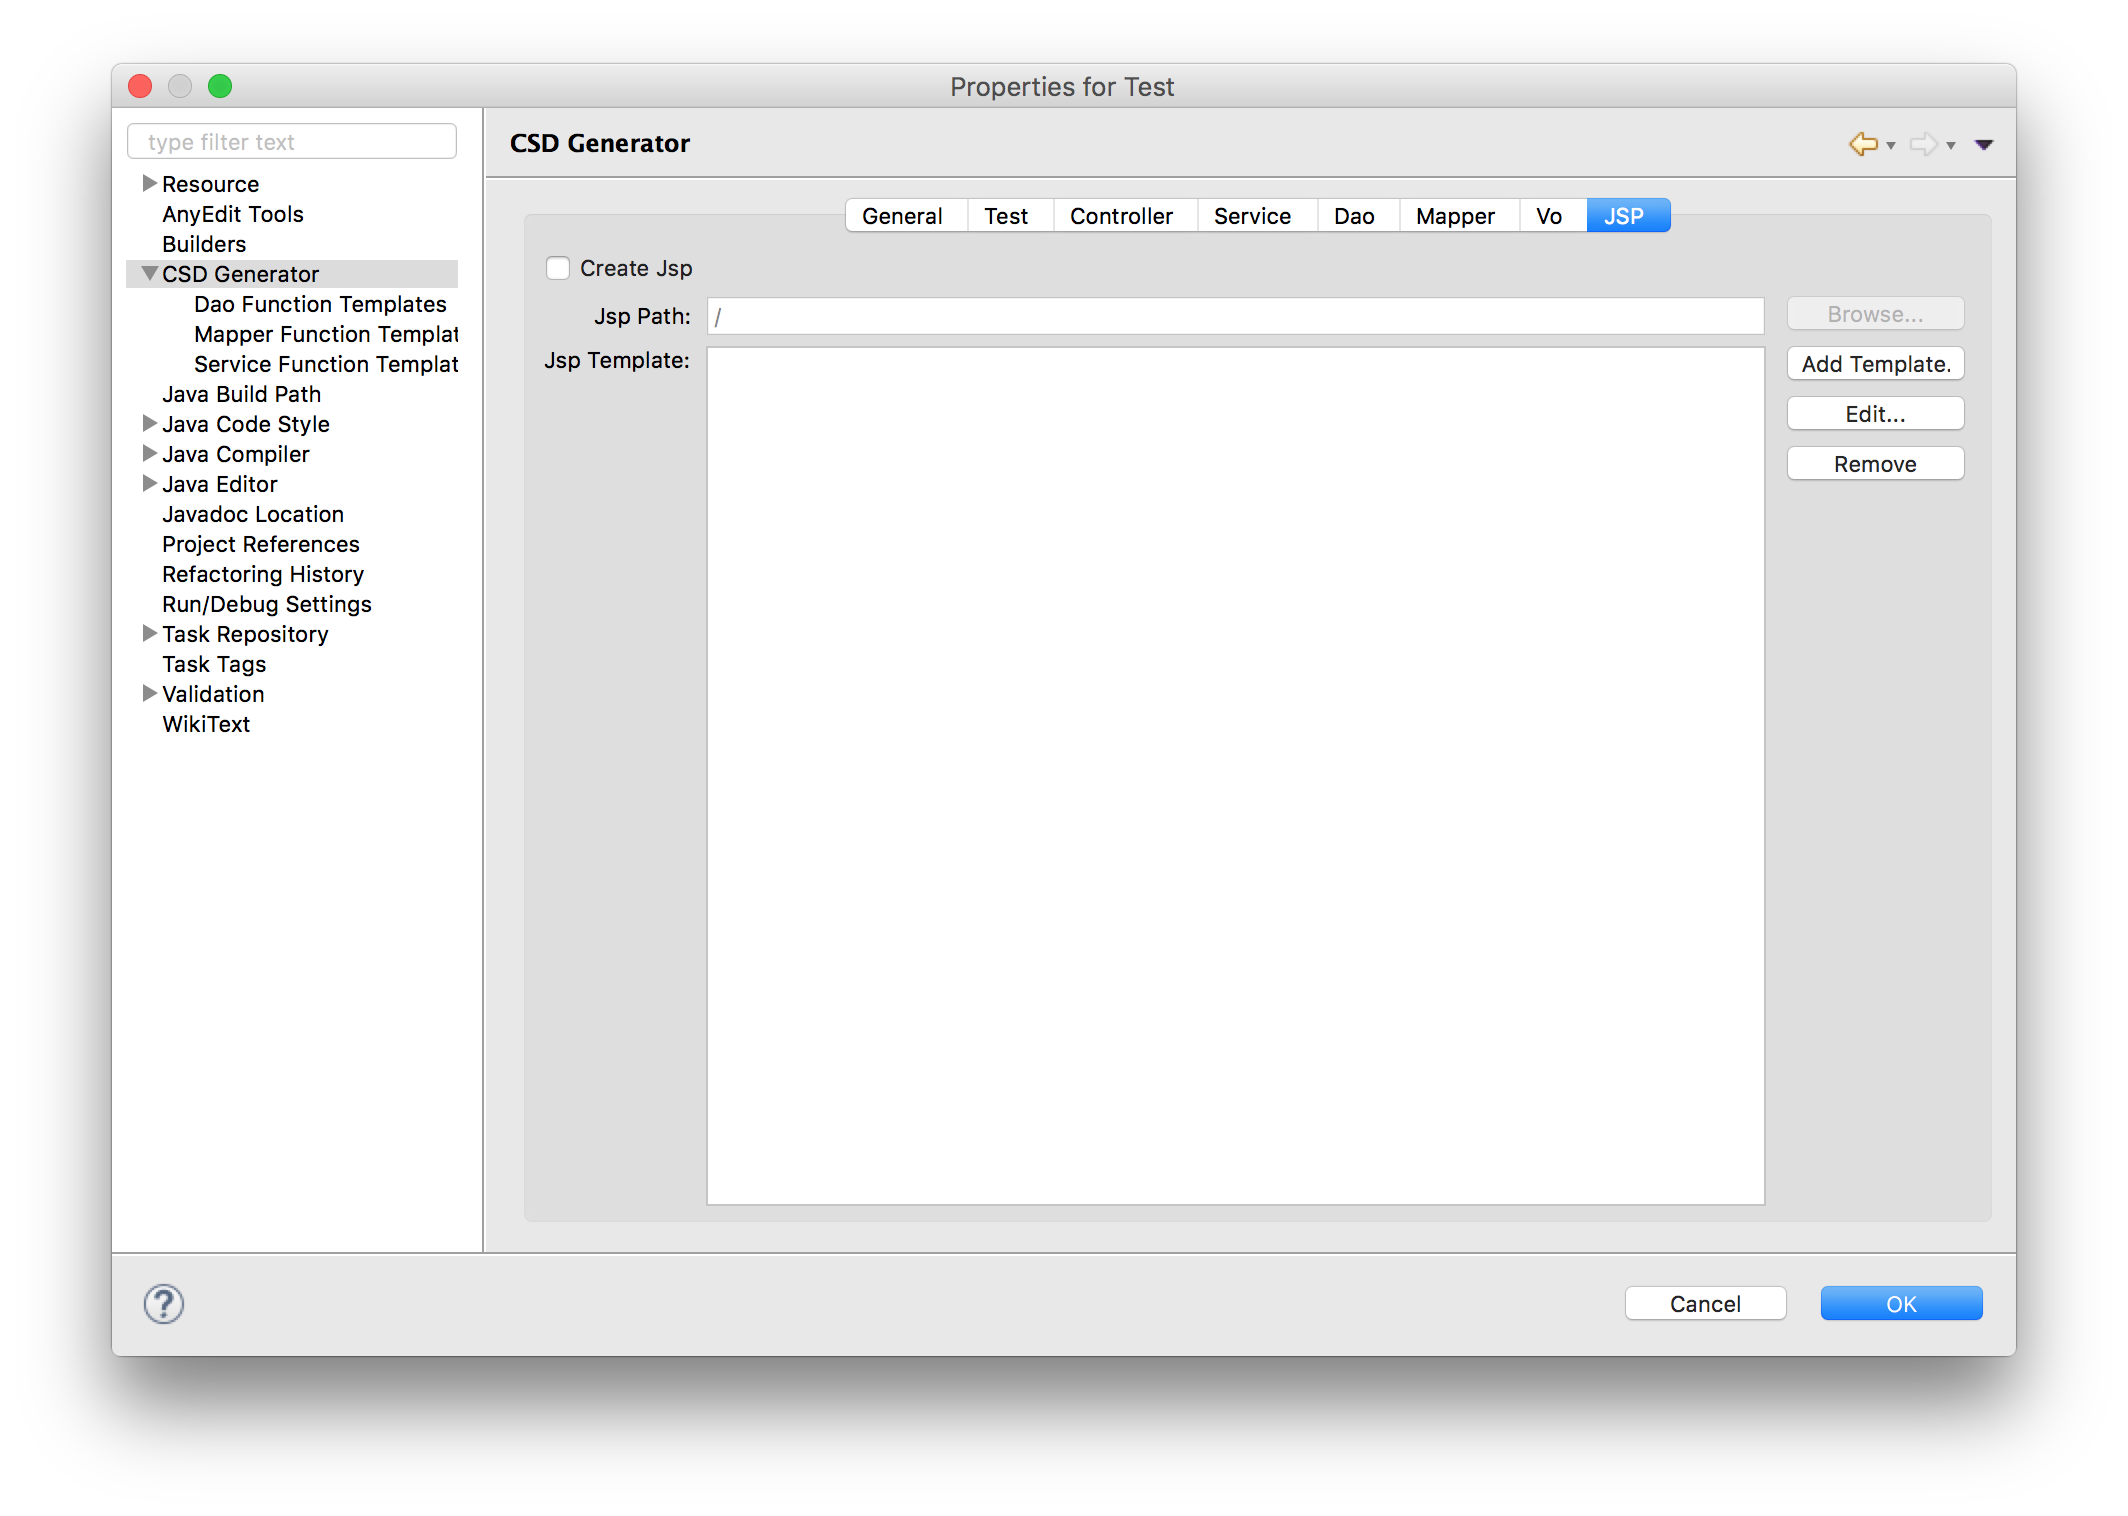 Properties for Test
type filter text
Resource
AnyEdit Tools
Builders
CSD Generator
Dao Function Templates
Mapper Function Templat
Service Function Templat
Java Build Path
Java Code Style
Java Compiler
Java Editor
Javadoc Location
Project References
Refactoring History
Run/Debug Settings
Task Repository
Task Tags
Validation
WikiText
CSD Generator
General Test Controller Service Dao Mapper Vo JSP
Create Jsp
Jsp Path: / Browse...
Jsp Template: Add Template.
Edit...
Remove
? Cancel OK